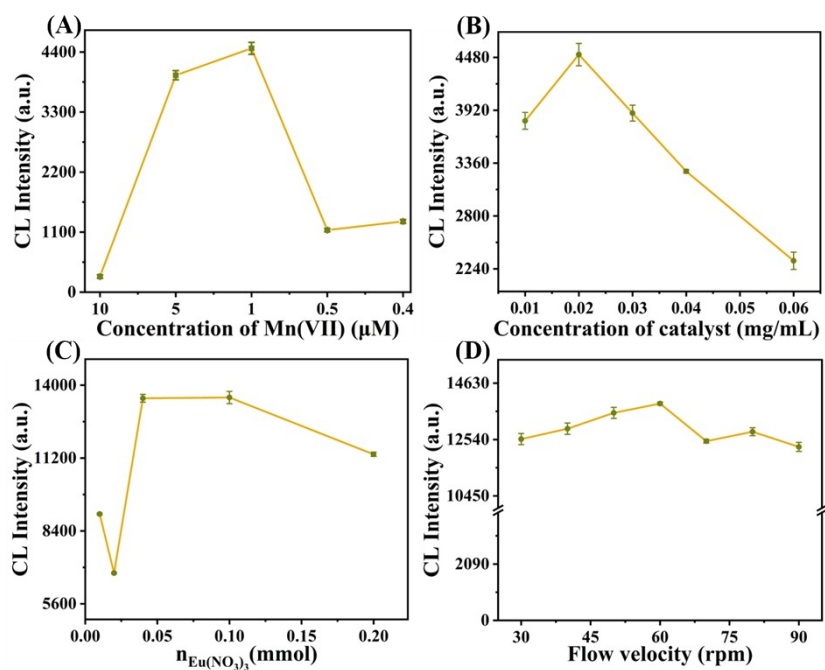 (A)
CL Intensity (a.u.)
4400
3300
2200
1100
0
10 5 1 0.5 0.4
Concentration of Mn(VII) (μM)
(B)
CL Intensity (a.u.)
4480
3920
3360
2800
2240
0.01 0.02 0.03 0.04 0.05 0.06
Concentration of catalyst (mg/mL)
(C)
CL Intensity (a.u.)
14000
11200
8400
5600
0.00 0.05 0.10 0.15 0.20
nEu(NO3)3(mmol)
(D)
CL Intensity (a.u.)
14630
12540
10450
2090
0
30 45 60 75 90
Flow velocity (rpm)